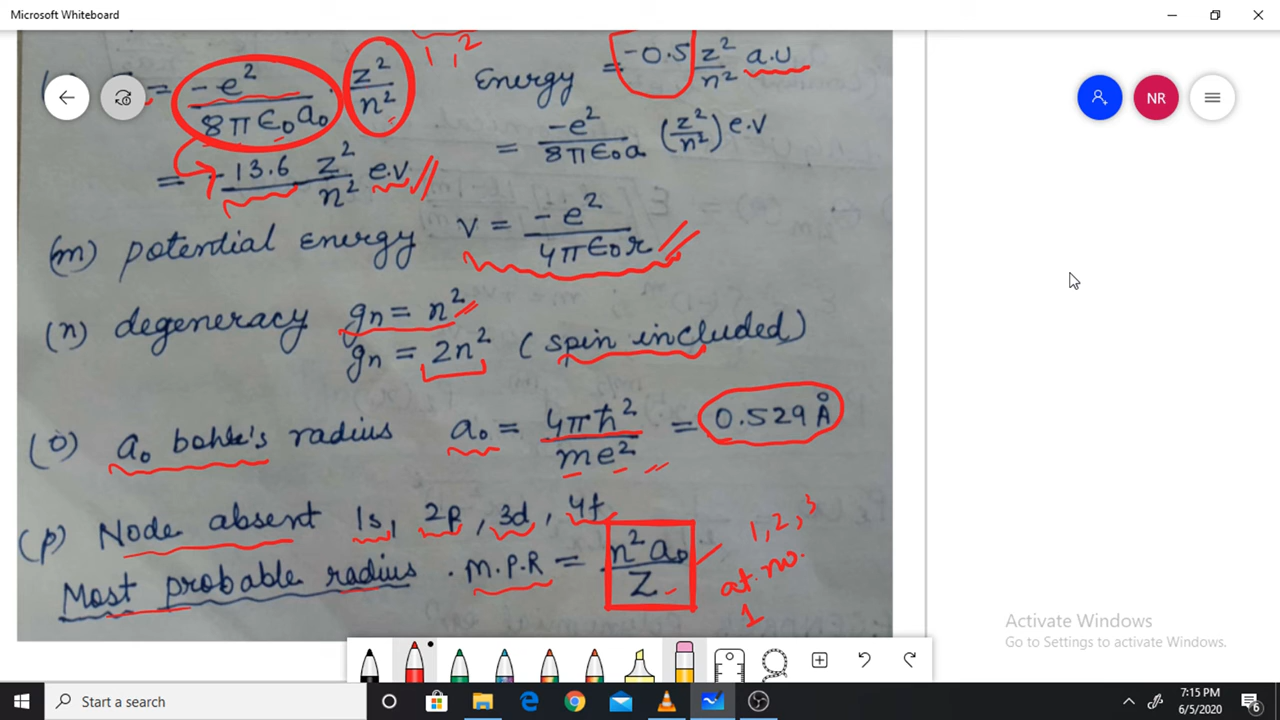 Microsoft Whiteboard
1, 2
= -e²/8πϵ₀a₀ · z²/n²
Energy = -0.5 z²/n² a.u
= -e²/8πϵ₀a (z²/n²) e.V
= -13.6 z²/n² e.v
(m) potential energy v = -e²/4πϵ₀r
(n) degeneracy gn = n²
gn = 2n² (spin included)
(o) a₀ bohr's radius a₀ = 4πħ²/me² = 0.529 Å
(p) Node absent 1s, 2p, 3d, 4f
Most probable radius . M.P.R = n²a₀/Z
1, 2, 3
at. no.
1
NR
Activate Windows
Go to Settings to activate Windows.
Start a search
7:15 PM
6/5/2020
6